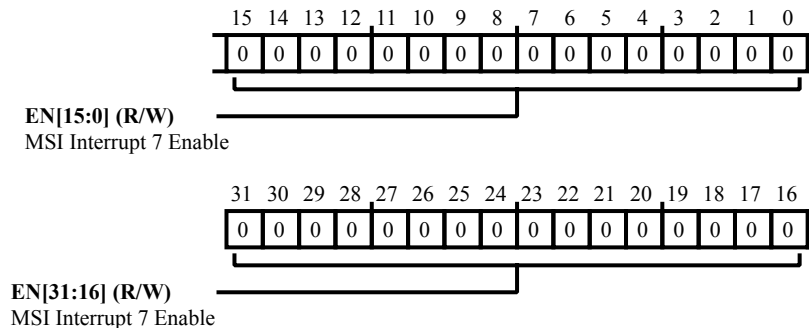 15 14 13 12 11 10 9 8 7 6 5 4 3 2 1 0
0 0 0 0 0 0 0 0 0 0 0 0 0 0 0 0
EN[15:0] (R/W)
MSI Interrupt 7 Enable
31 30 29 28 27 26 25 24 23 22 21 20 19 18 17 16
0 0 0 0 0 0 0 0 0 0 0 0 0 0 0 0
EN[31:16] (R/W)
MSI Interrupt 7 Enable